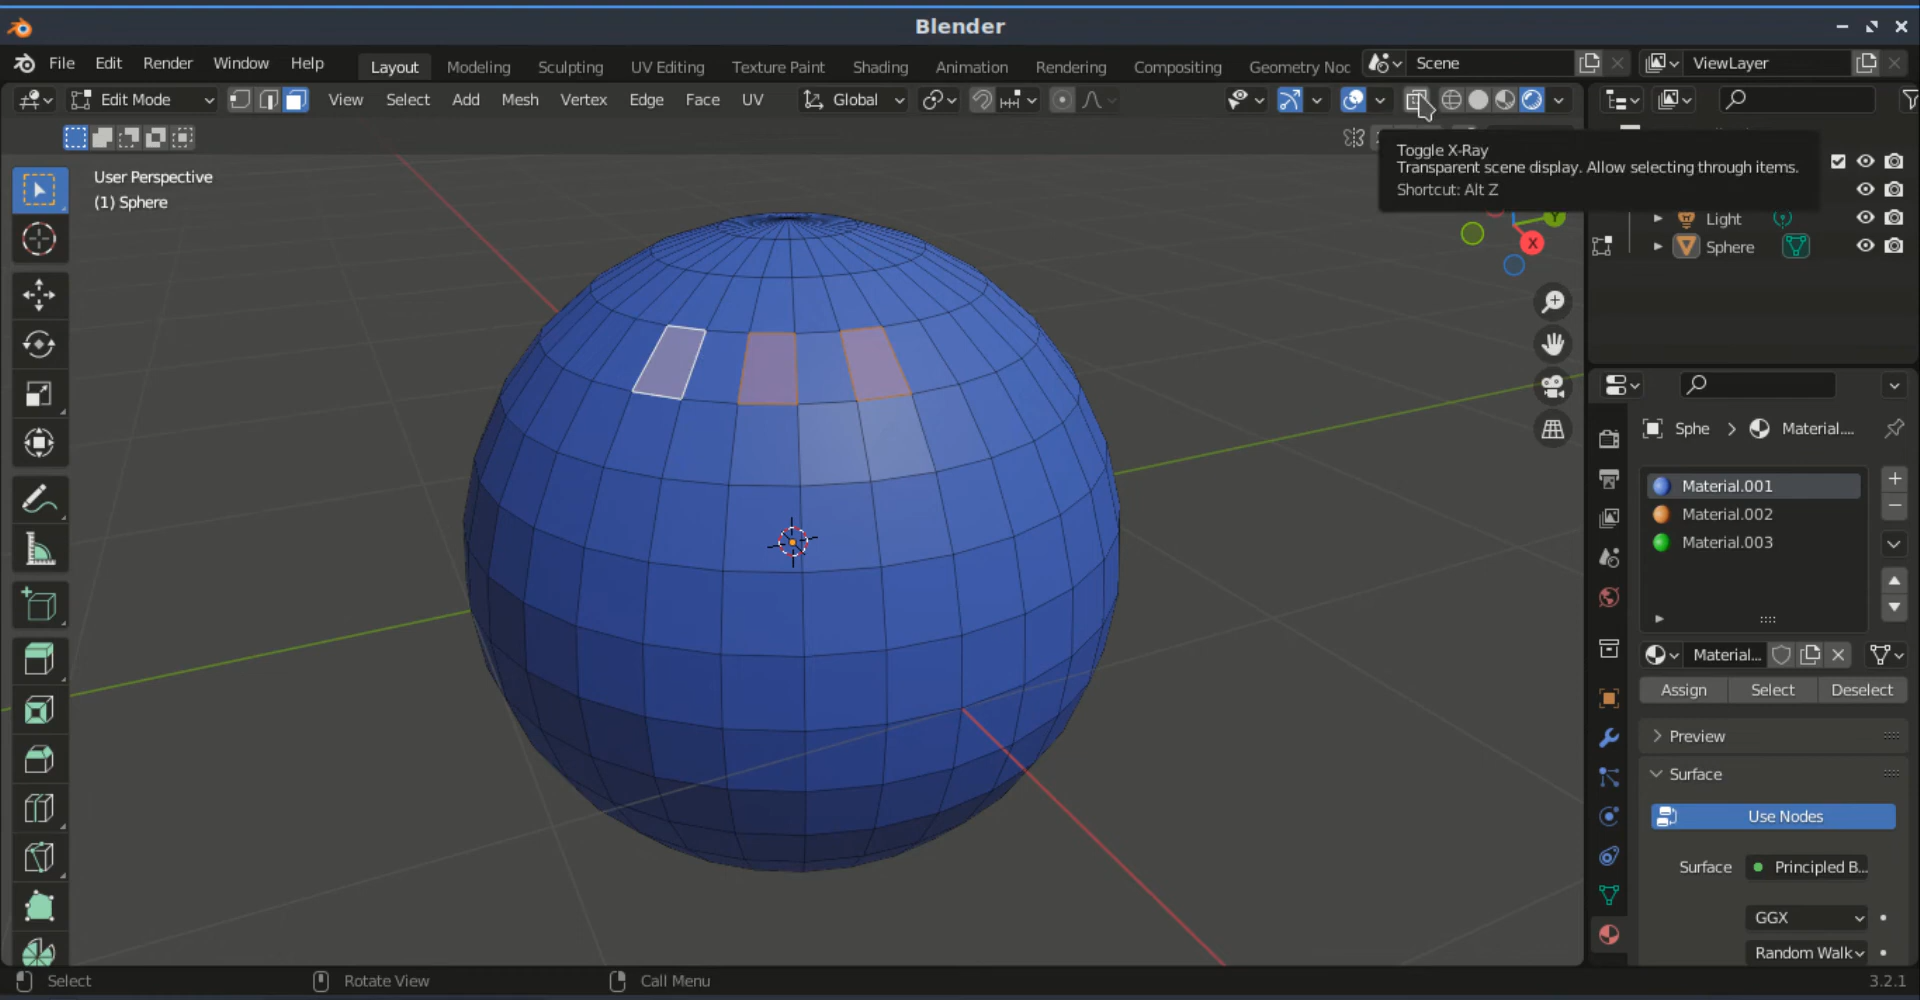 Blender
File Edit Render Window Help
Layout Modeling Sculpting UV Editing Texture Paint Shading Animation Rendering Compositing Geometry Noc
Scene
ViewLayer
Edit Mode
View Select Add Mesh Vertex Edge Face UV
Global
Toggle X-Ray
Transparent scene display. Allow selecting through items.
Shortcut: Alt Z
User Perspective
(1) Sphere
Y
X
Light
Sphere
Sphe
Material....
Material.001
Material.002
Material.003
Material...
Assign Select Deselect
Preview
Surface
Use Nodes
Surface Principled B...
GGX
Random Walk
Select
Rotate View
Call Menu
3.2.1